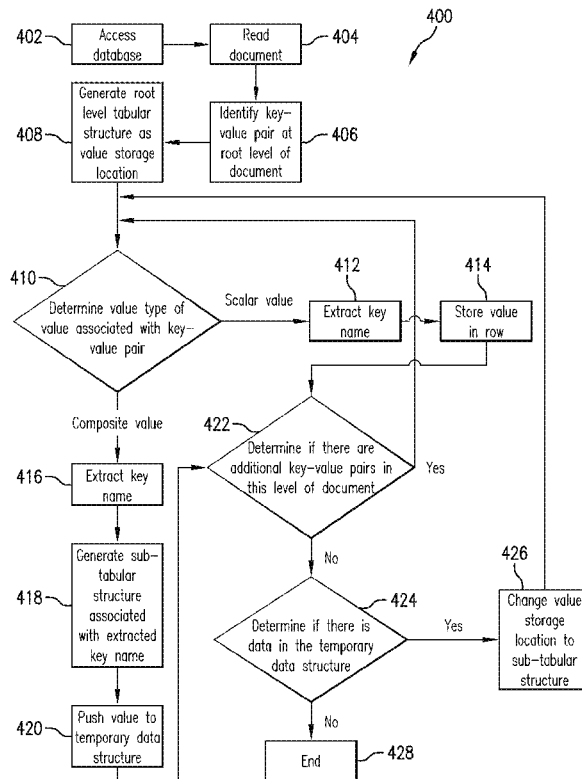 400
402
Access
database
Read
document
404
Generate root
level tabular
structure as
value storage
location
408
Identify key-
value pair at
root level of
document
406
410
Determine value type of
value associated with key-
value pair
Scalar value
412
Extract key
name
414
Store value
in row
Composite value
416
Extract key
name
422
Determine if there are
additional key-value pairs in
this level of document
Yes
No
418
Generate sub-
tabular
structure
associated
with extracted
key name
424
Determine if there is
data in the temporary
data structure
Yes
426
Change value
storage
location to
sub-tabular
structure
420
Push value to
temporary data
structure
No
End
428